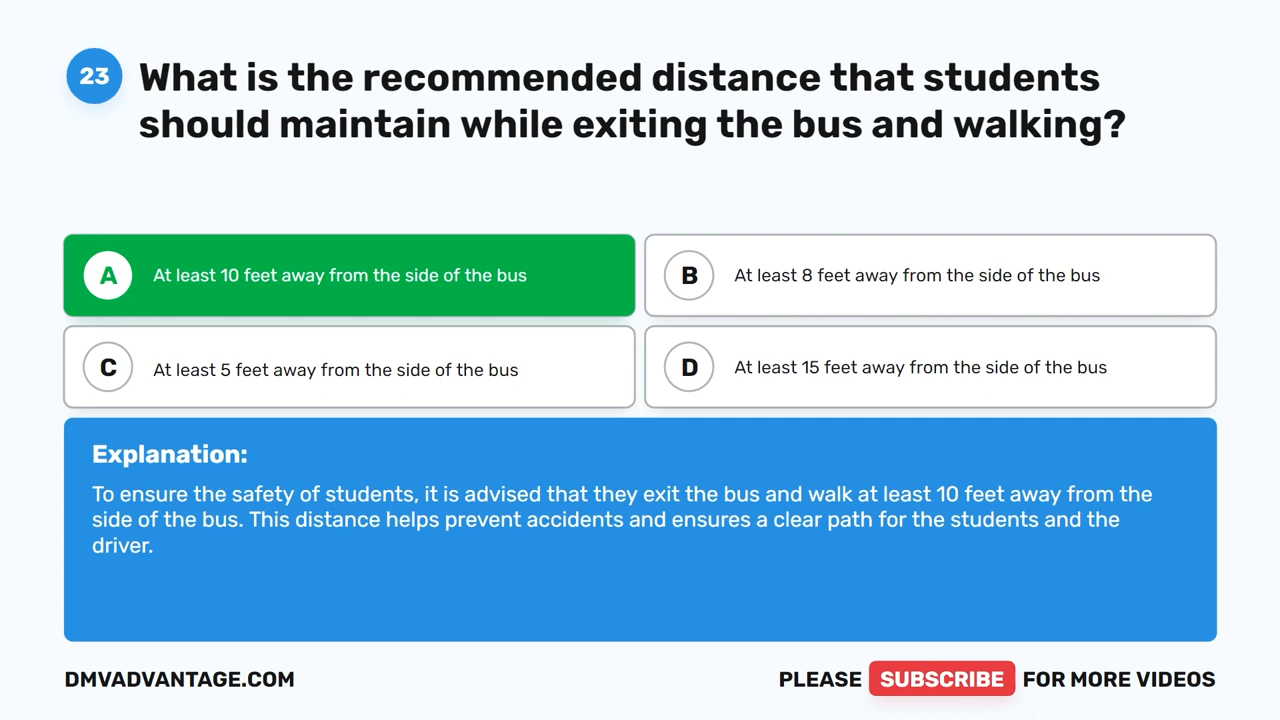 23
What is the recommended distance that students
should maintain while exiting the bus and walking?
A At least 10 feet away from the side of the bus
B At least 8 feet away from the side of the bus
C At least 5 feet away from the side of the bus
D At least 15 feet away from the side of the bus
Explanation:
To ensure the safety of students, it is advised that they exit the bus and walk at least 10 feet away from the
side of the bus. This distance helps prevent accidents and ensures a clear path for the students and the
driver.
DMVADVANTAGE.COM
PLEASE SUBSCRIBE FOR MORE VIDEOS